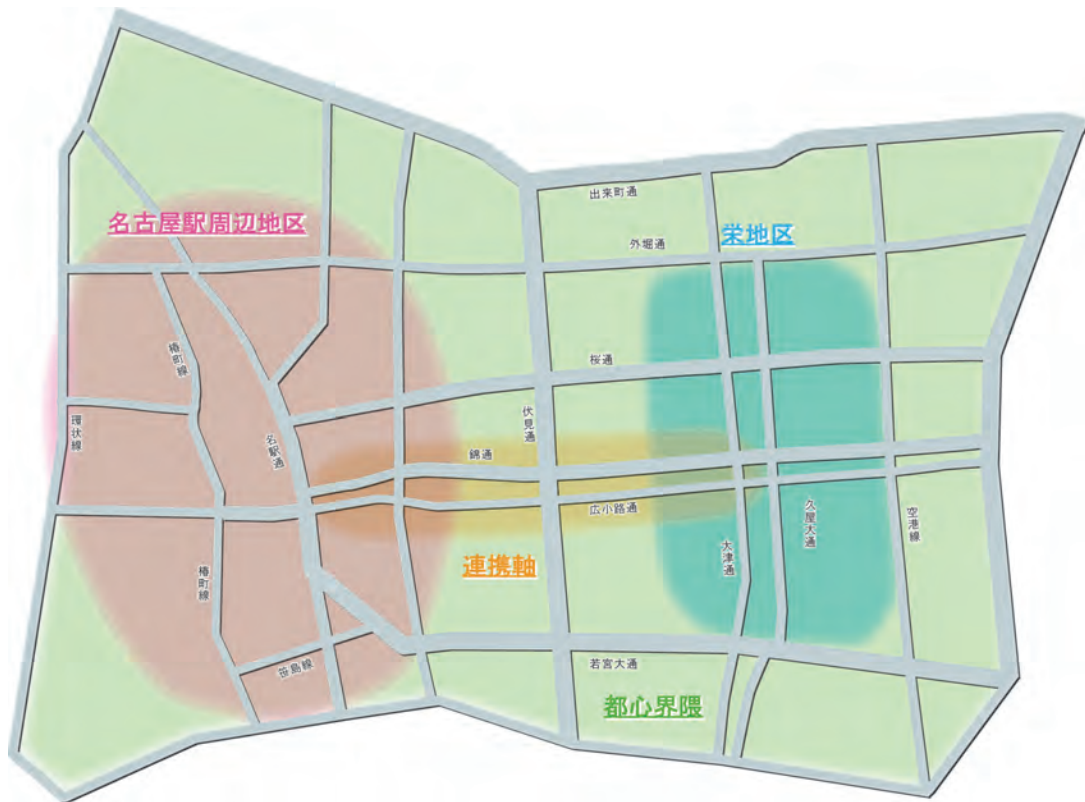 出来町通
名古屋駅周辺地区
栄地区
外堀通
椿町線
桜通
環状線
名駅通
伏見通
錦通
広小路通
久屋大通
空港線
大津通
連携軸
椿町線
笹島線
若宮大通
都心界隈